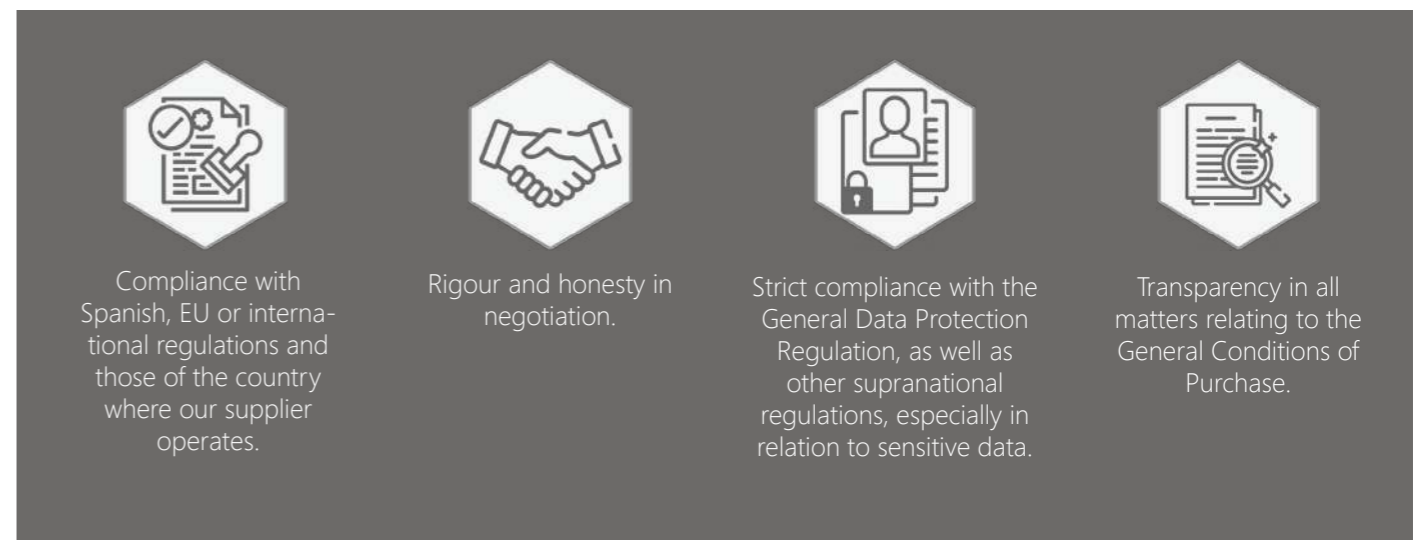 Compliance with
Spanish, EU or interna-
tional regulations and
those of the country
where our supplier
operates.
Rigour and honesty in
negotiation.
Strict compliance with the
General Data Protection
Regulation, as well as
other supranational
regulations, especially in
relation to sensitive data.
Transparency in all
matters relating to the
General Conditions of
Purchase.